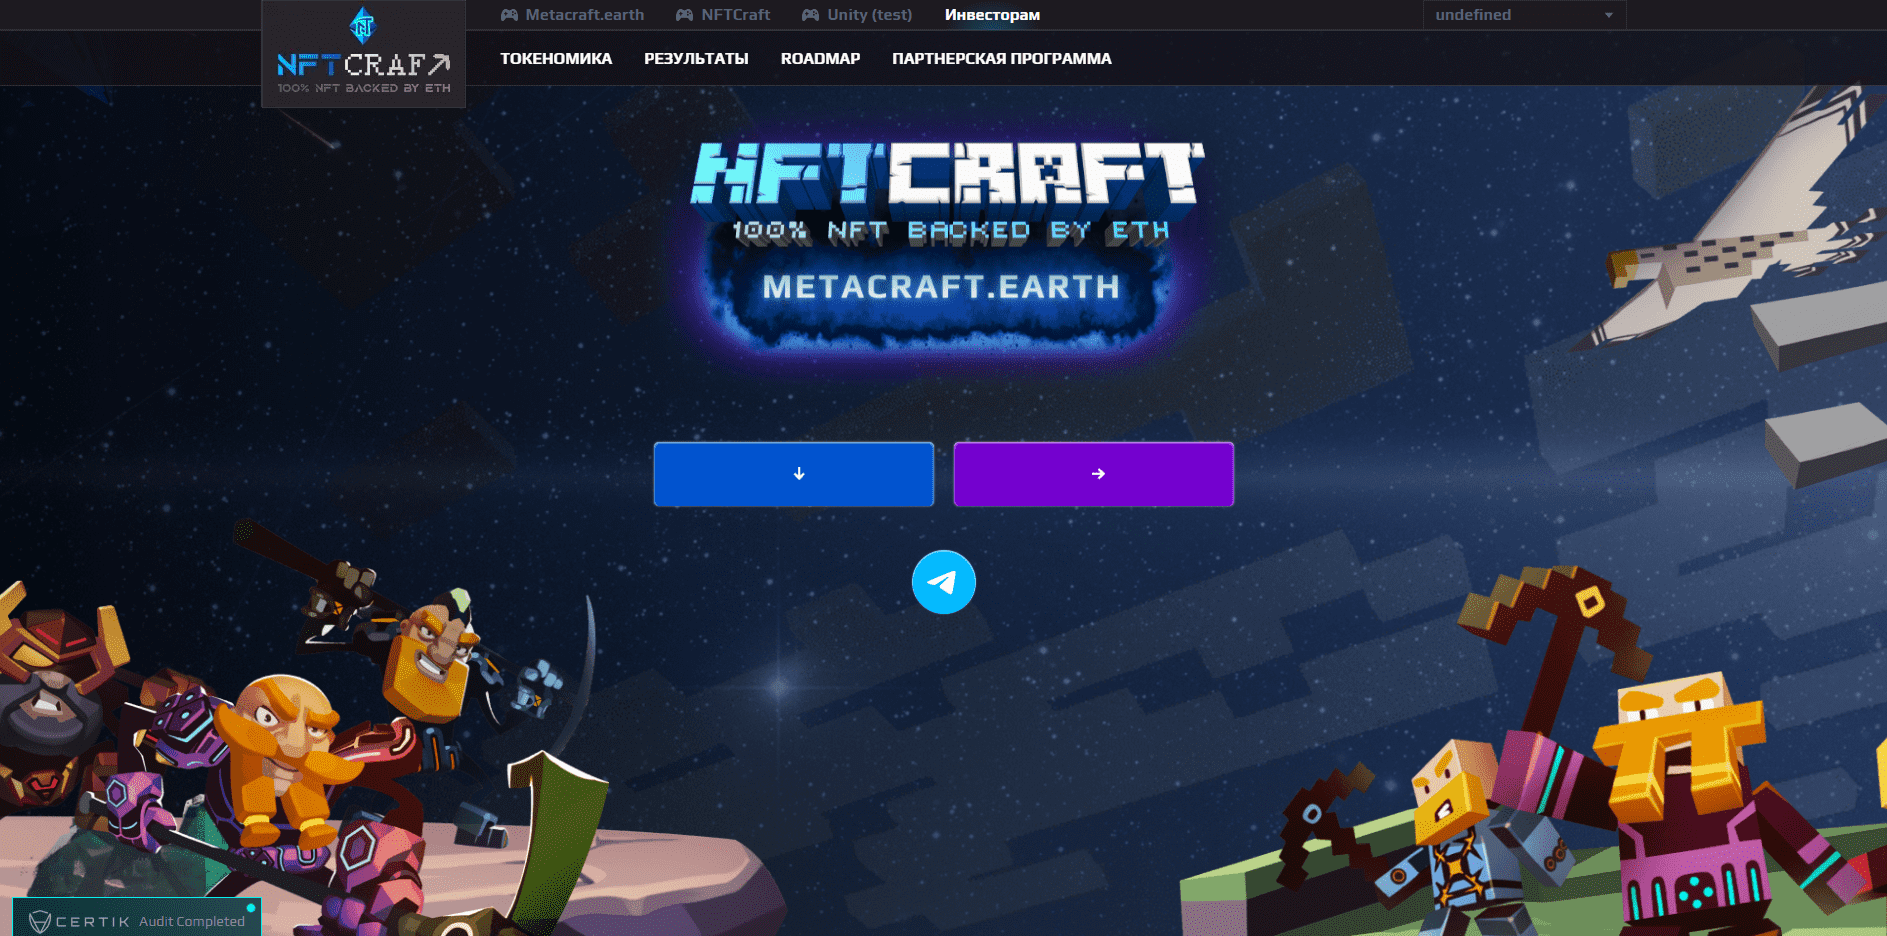 Metacraft.earth NFTCraft Unity (test) Инвесторам undefined
NFTCRAFT
100% NFT BACKED BY ETH
ТОКЕНОМИКА РЕЗУЛЬТАТЫ ROADMAP ПАРТНЕРСКАЯ ПРОГРАММА
NFTCRAFT
100% NFT BACKED BY ETH
METACRAFT.EARTH
CERTIK Audit Completed